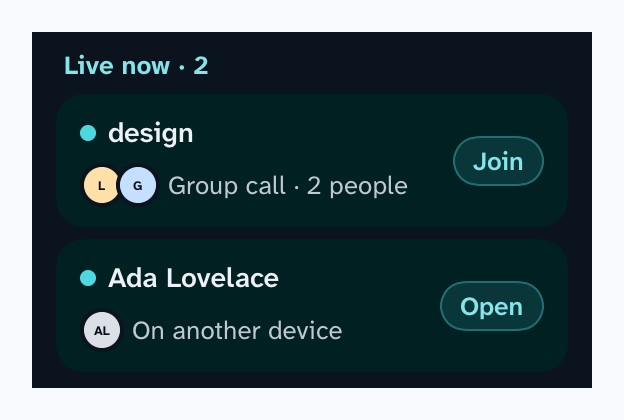 Live now · 2
design
Join
L G Group call · 2 people
Ada Lovelace
Open
AL On another device